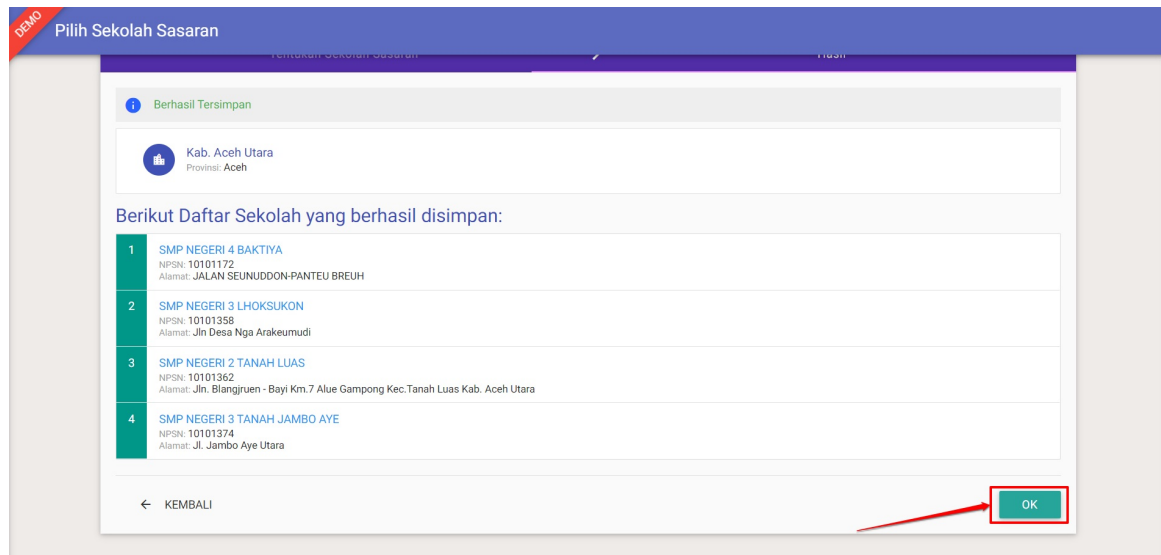 DEMO
Pilih Sekolah Sasaran
Tentukan Sekolah Sasaran
Hasil
Berhasil Tersimpan
Kab. Aceh Utara
Provinsi: Aceh
Berikut Daftar Sekolah yang berhasil disimpan:
1
SMP NEGERI 4 BAKTIYA
NPSN: 10101172
Alamat: JALAN SEUNUDDON-PANTEU BREUH
2
SMP NEGERI 3 LHOKSUKON
NPSN: 10101358
Alamat: Jln Desa Nga Arakeumudi
3
SMP NEGERI 2 TANAH LUAS
NPSN: 10101362
Alamat: Jln. Blangjruen - Bayi Km.7 Alue Gampong Kec.Tanah Luas Kab. Aceh Utara
4
SMP NEGERI 3 TANAH JAMBO AYE
NPSN: 10101374
Alamat: Jl. Jambo Aye Utara
KEMBALI
OK